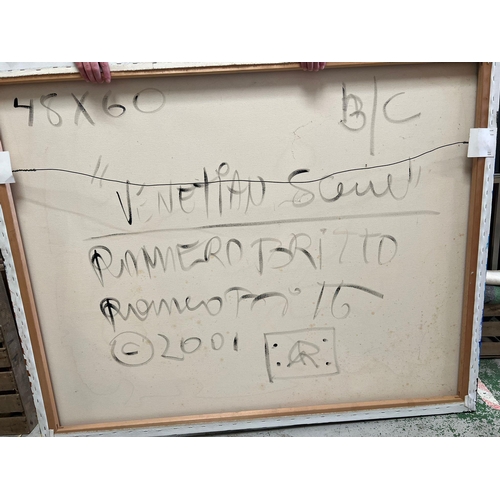 48X60 B/C
"VENETIAN Scene"
ROMERO BRITTO
© 2001
R